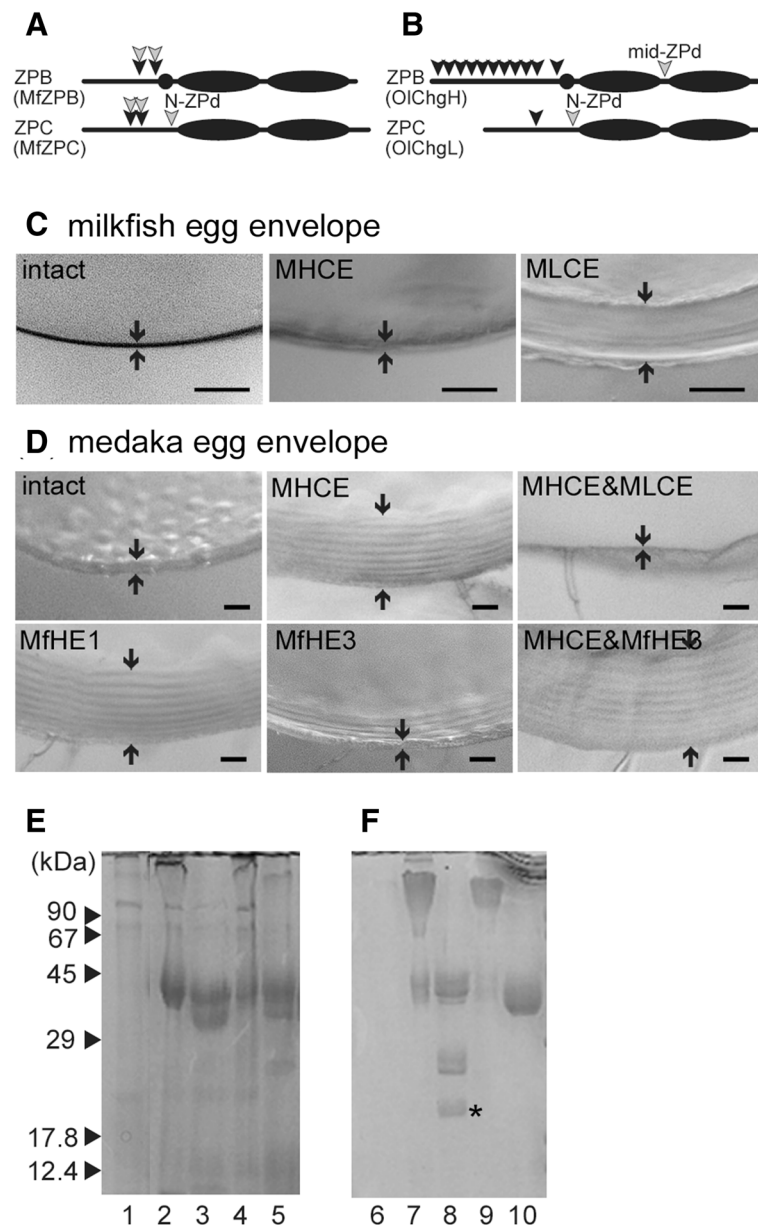 A
B
ZPB
(MfZPB)
N-ZPd
ZPC
(MfZPC)
mid-ZPd
ZPB
(OlChgH)
N-ZPd
ZPC
(OlChgL)
C milkfish egg envelope
intact
MHCE
MLCE
D medaka egg envelope
intact
MHCE
MHCE&MLCE
MfHE1
MfHE3
MHCE&MfHE3
E
F
(kDa)
90
67
45
29
17.8
12.4
*
1 2 3 4 5
6 7 8 9 10